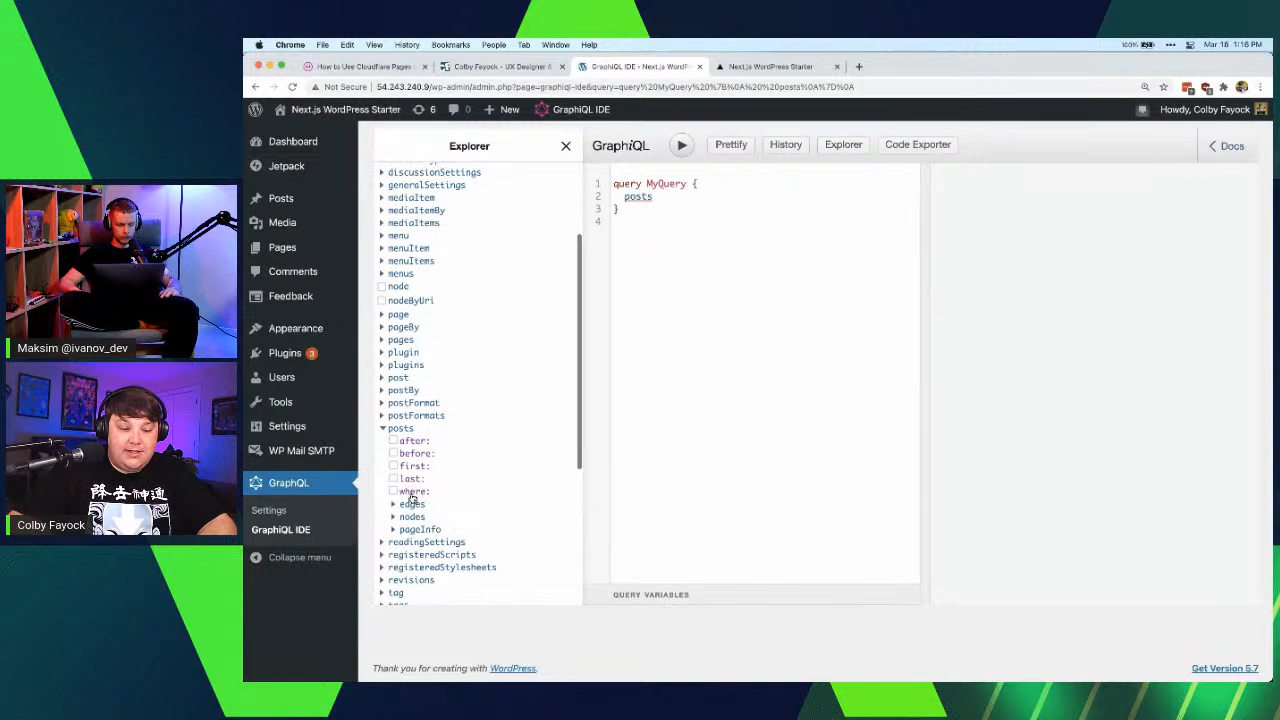 Chrome File Edit View History Bookmarks People Tab Window Help
100% Mar 16 1:16 PM
How to Use Cloudflare Pages
Colby Fayock - UX Designer &
GraphiQL IDE ‹ Next.js WordPr
Next.js WordPress Starter
Not Secure 54.243.240.9/wp-admin/admin.php?page=graphiql-ide&query=query%20MyQuery%20%7B%0A%20%20posts%0A%7D%0A
Next.js WordPress Starter 6 0 New GraphiQL IDE
Howdy, Colby Fayock
Dashboard
Jetpack
Posts
Media
Pages
Comments
Feedback
Appearance
Plugins 3
Users
Tools
Settings
WP Mail SMTP
GraphQL
Settings
GraphiQL IDE
Collapse menu
Explorer
discussionSettings
generalSettings
mediaItem
mediaItemBy
mediaItems
menu
menuItem
menuItems
menus
node
nodeByUri
page
pageBy
pages
plugin
plugins
post
postBy
postFormat
postFormats
posts
after:
before:
first:
last:
where:
edges
nodes
pageInfo
readingSettings
registeredScripts
registeredStylesheets
revisions
tag
GraphiQL Prettify History Explorer Code Exporter Docs
1 query MyQuery {
2 posts
3 }
4
QUERY VARIABLES
Thank you for creating with WordPress.
Get Version 5.7
Maksim @ivanov_dev
Colby Fayock